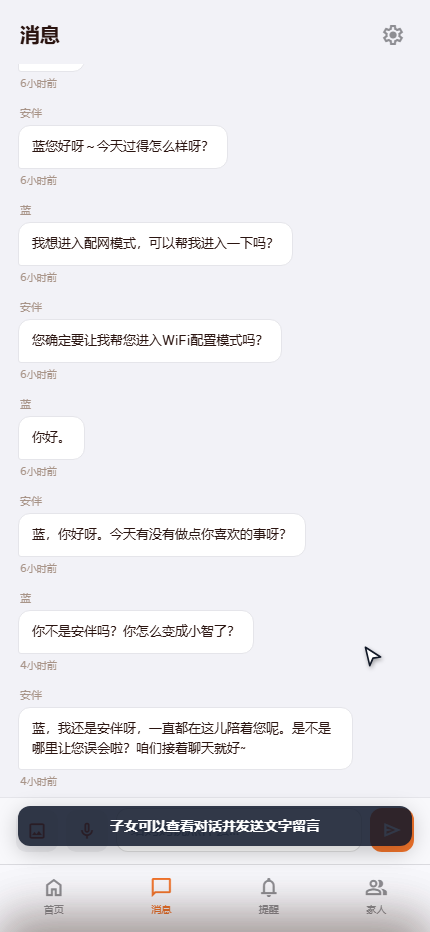 消息
6小时前
安伴
蓝您好呀～今天过得怎么样呀？
6小时前
蓝
我想进入配网模式，可以帮我进入一下吗？
6小时前
安伴
您确定要让我帮您进入WiFi配置模式吗？
6小时前
蓝
你好。
6小时前
安伴
蓝，你好呀。今天有没有做点你喜欢的事呀？
6小时前
蓝
你不是安伴吗？你怎么变成小智了？
4小时前
安伴
蓝，我还是安伴呀，一直都在这儿陪着您呢。是不是
哪里让您误会啦？咱们接着聊天就好~
4小时前
子女可以查看对话并发送文字留言
首页
消息
提醒
家人